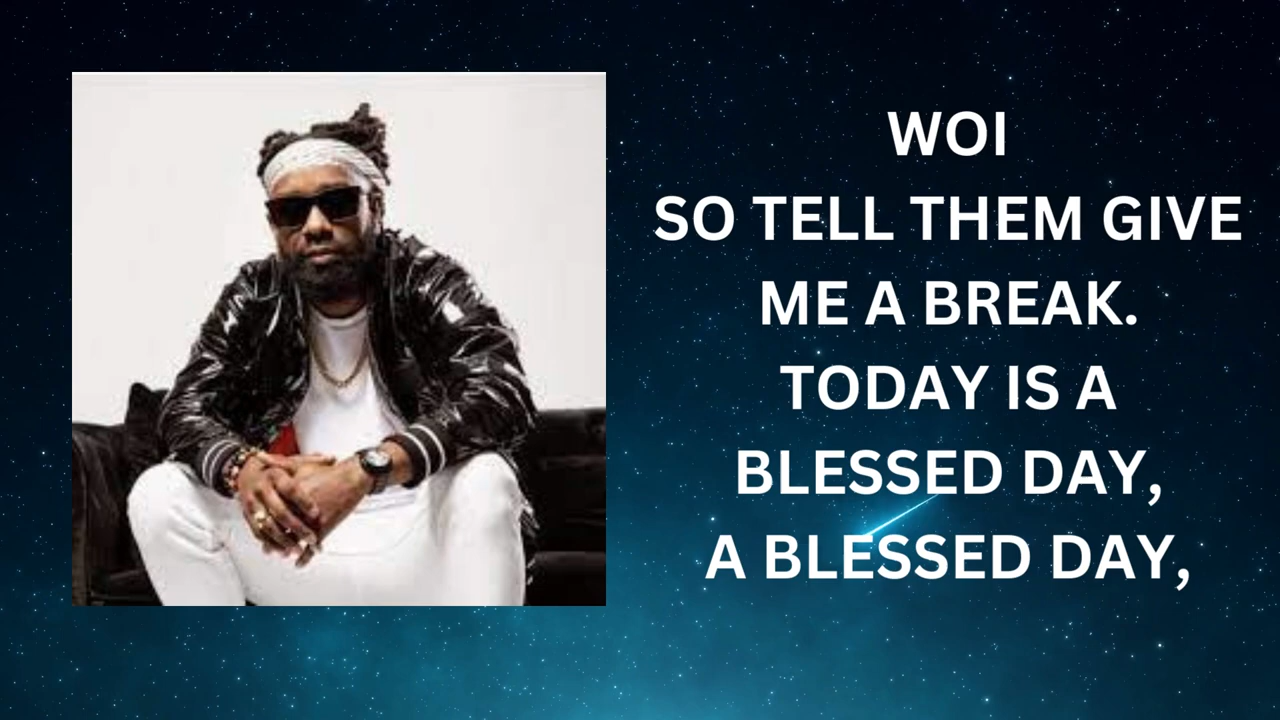 WOI
SO TELL THEM GIVE
ME A BREAK.
TODAY IS A
BLESSED DAY,
A BLESSED DAY,